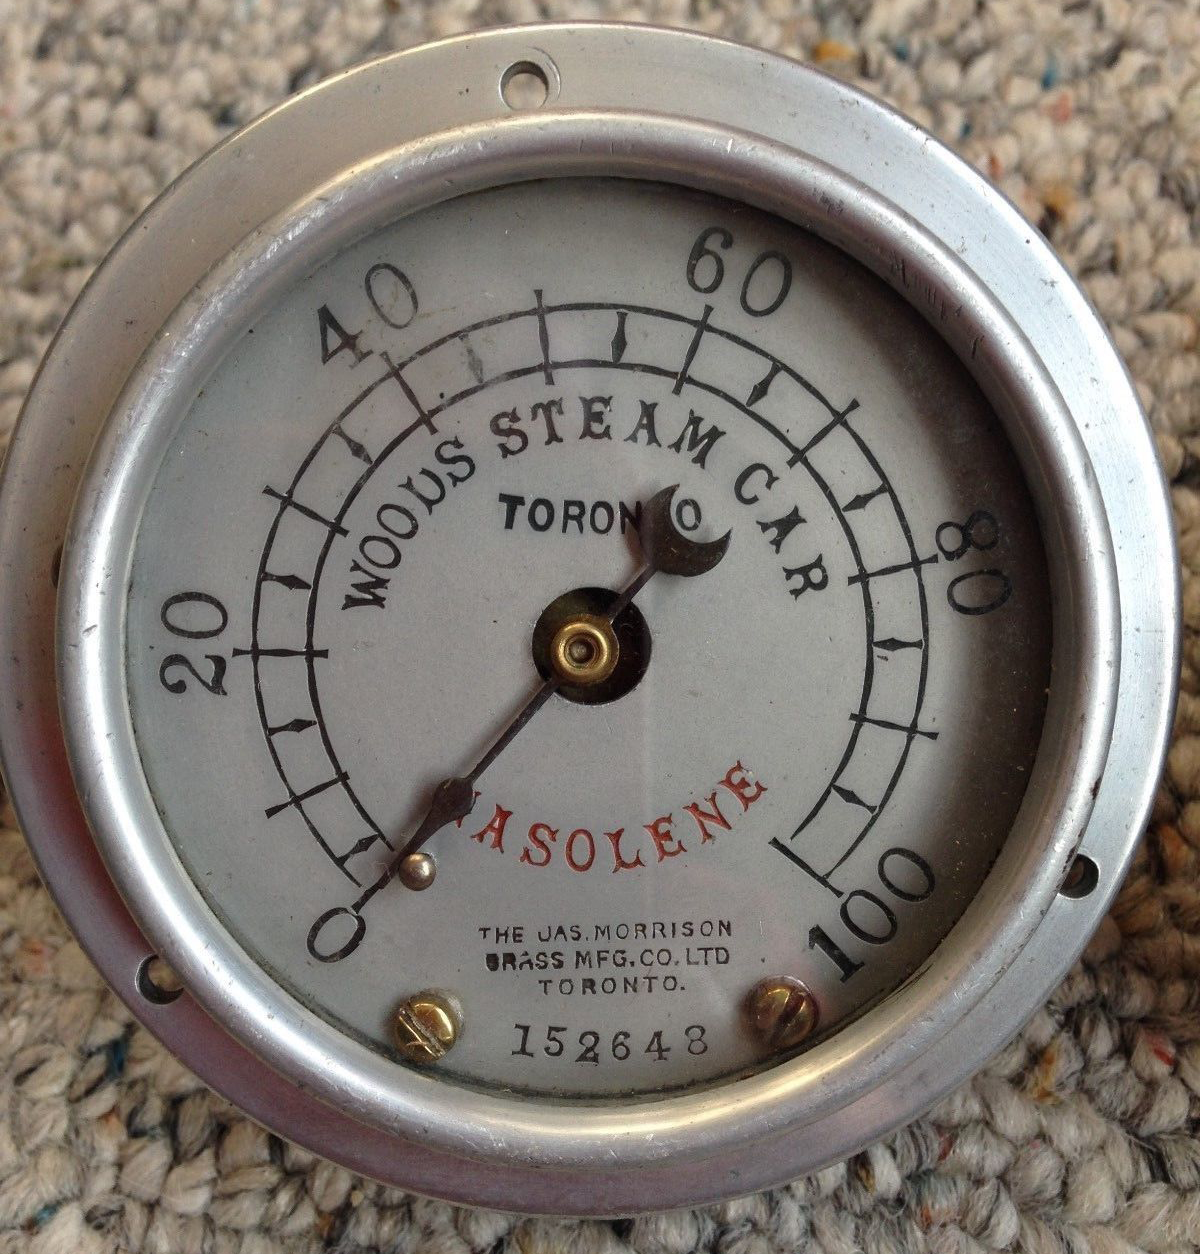 0
20
40
60
80
100
WOODS STEAM CAR
TORONTO
GASOLENE
THE JAS. MORRISON
BRASS MFG. CO. LTD
TORONTO.
152648